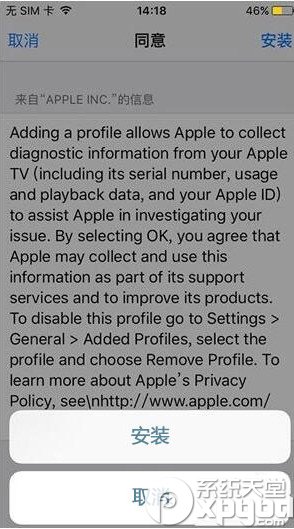 无 SIM 卡 14:18 46%
取消 同意 安装
来自“APPLE INC.”的信息
Adding a profile allows Apple to collect
diagnostic information from your Apple
TV (including its serial number, usage
and playback data, and your Apple ID)
to assist Apple in investigating your
issue. By selecting OK, you agree that
Apple may collect and use this
information as part of its support
services and to improve its products.
To disable this profile go to Settings >
General > Added Profiles, select the
profile and choose Remove Profile. To
learn more about Apple's Privacy
Policy, see\nhttp://www.apple.com/
安装
取消
系统天堂